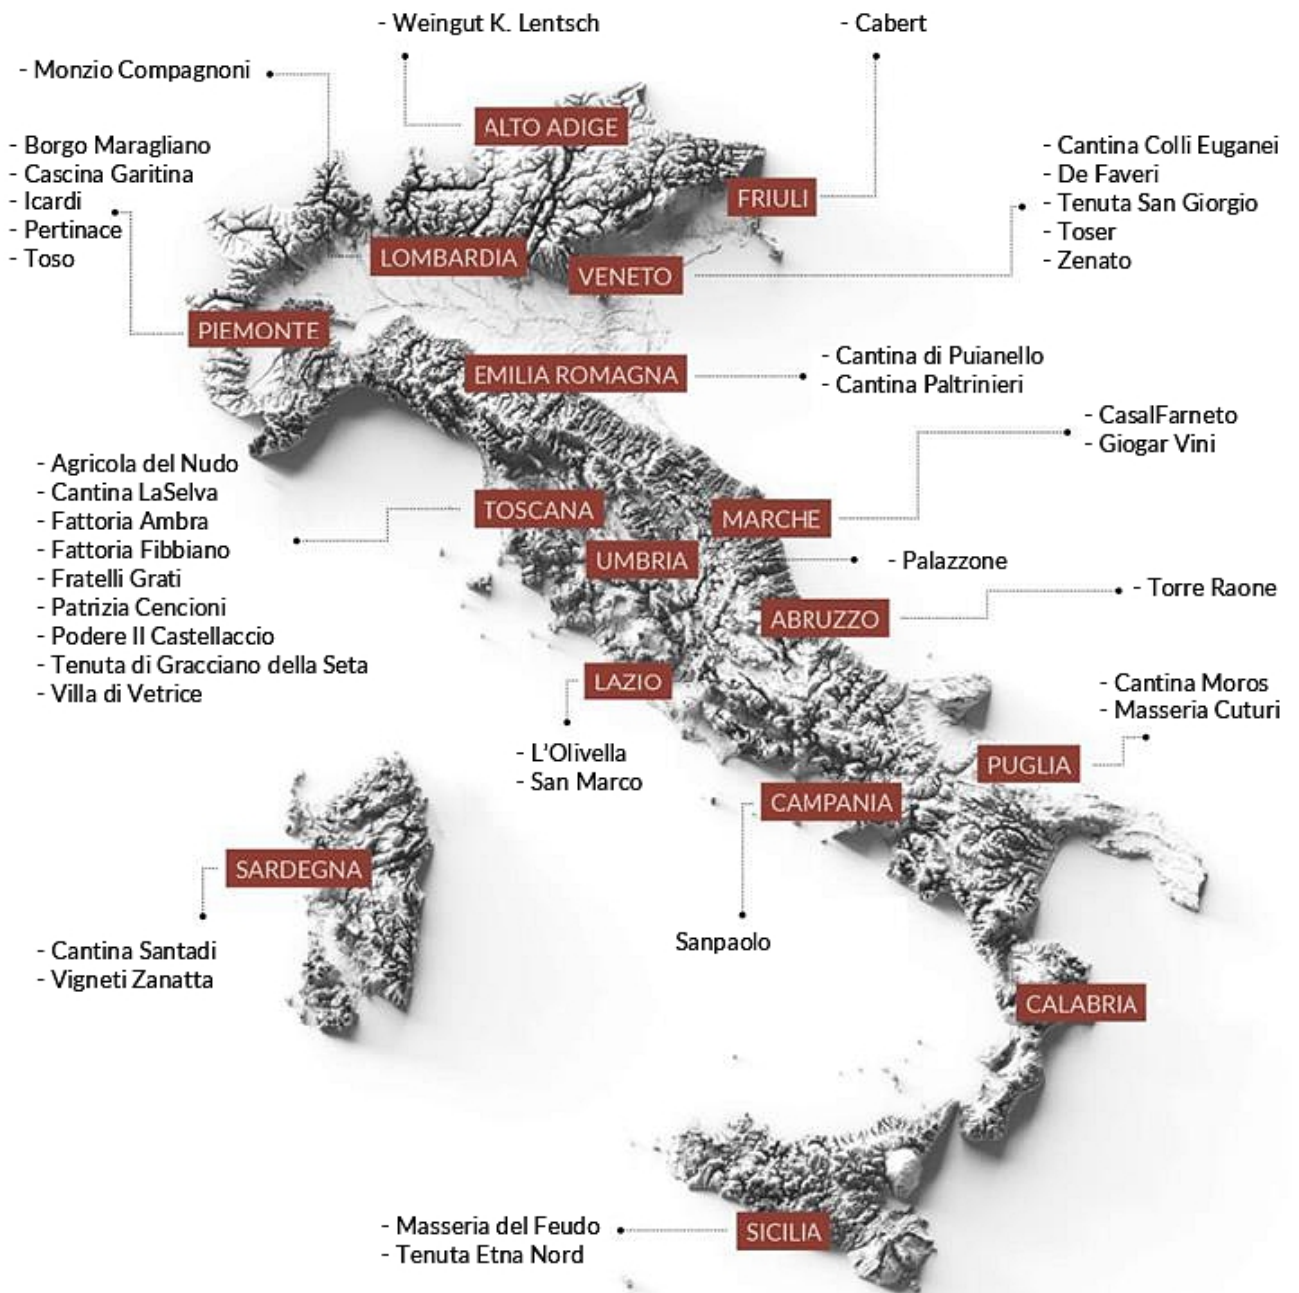 - Weingut K. Lentsch
- Cabert
- Monzio Compagnoni
ALTO ADIGE
- Borgo Maragliano
- Cascina Garitina
- Icardi
- Pertinace
- Toso
- Cantina Colli Euganei
- De Faveri
- Tenuta San Giorgio
- Toser
- Zenato
FRIULI
LOMBARDIA
VENETO
PIEMONTE
EMILIA ROMAGNA
- Cantina di Puianello
- Cantina Paltrinieri
- CasalFarneto
- Giogar Vini
- Agricola del Nudo
- Cantina LaSelva
- Fattoria Ambra
- Fattoria Fibbiano
- Fratelli Grati
- Patrizia Cencioni
- Podere Il Castellaccio
- Tenuta di Gracciano della Seta
- Villa di Vetrice
TOSCANA
MARCHE
UMBRIA
- Palazzone
ABRUZZO
- Torre Raone
LAZIO
- L'Olivella
- San Marco
- Cantina Moros
- Masseria Cuturi
PUGLIA
CAMPANIA
Sanpaolo
SARDEGNA
- Cantina Santadi
- Vigneti Zanatta
CALABRIA
- Masseria del Feudo
- Tenuta Etna Nord
SICILIA